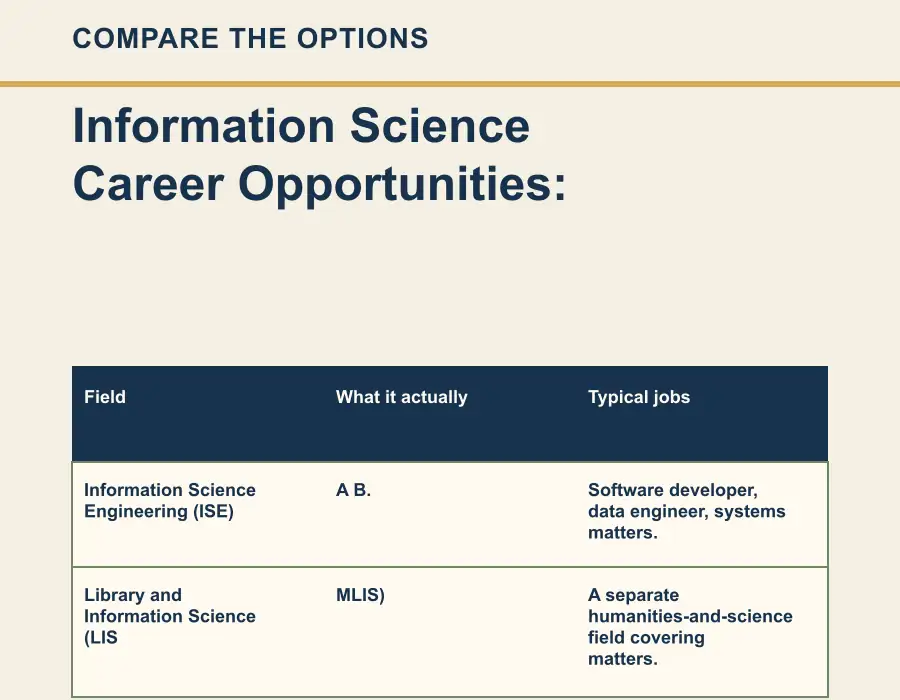 COMPARE THE OPTIONS
Information Science
Career Opportunities:
Field
What it actually
Typical jobs
Information Science
Engineering (ISE)
A B.
Software developer,
data engineer, systems
matters.
Library and
Information Science
(LIS
MLIS)
A separate
humanities-and-science
field covering
matters.